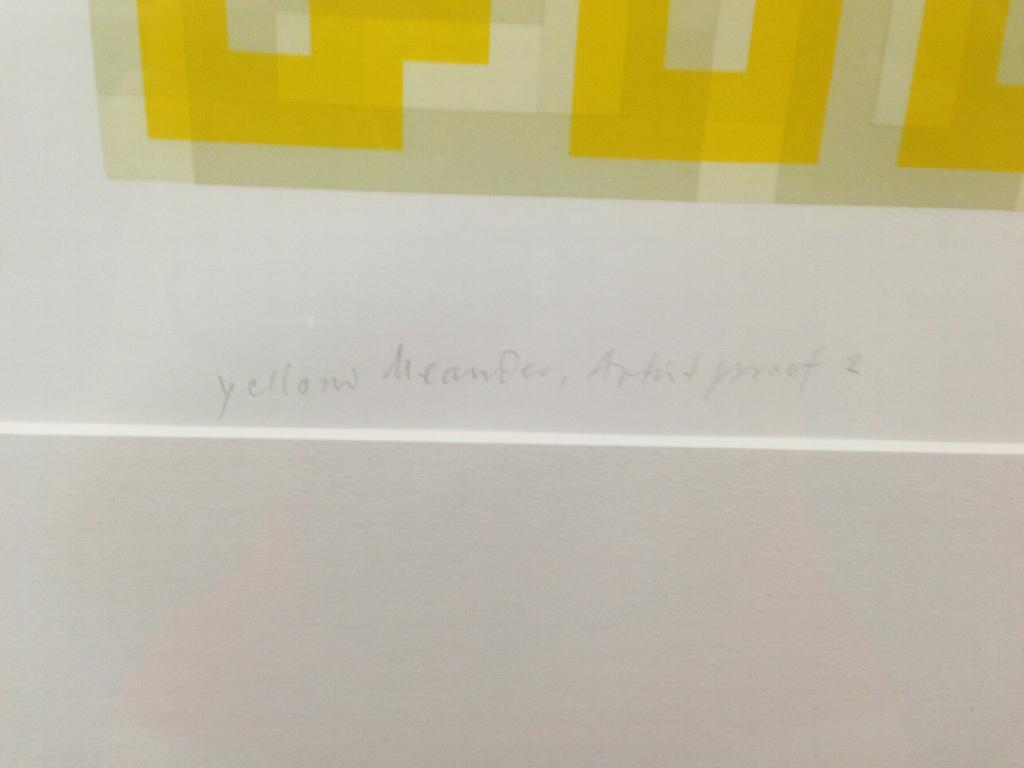 yellow Meander, Artist proof 2